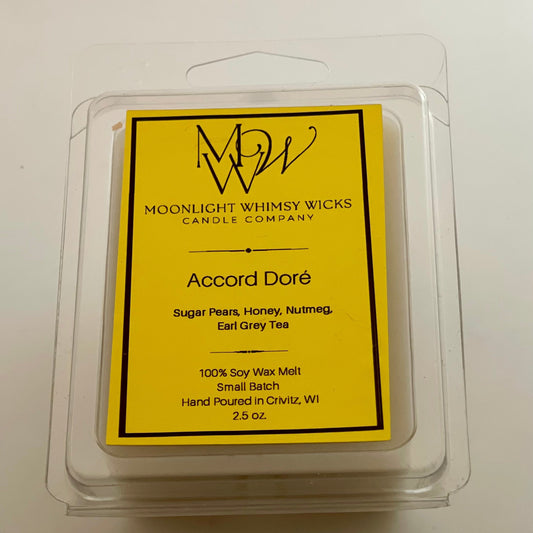 MWW
MOONLIGHT WHIMSY WICKS
CANDLE COMPANY
Accord Doré
Sugar Pears, Honey, Nutmeg,
Earl Grey Tea
100% Soy Wax Melt
Small Batch
Hand Poured in Crivitz, WI
2.5 oz.